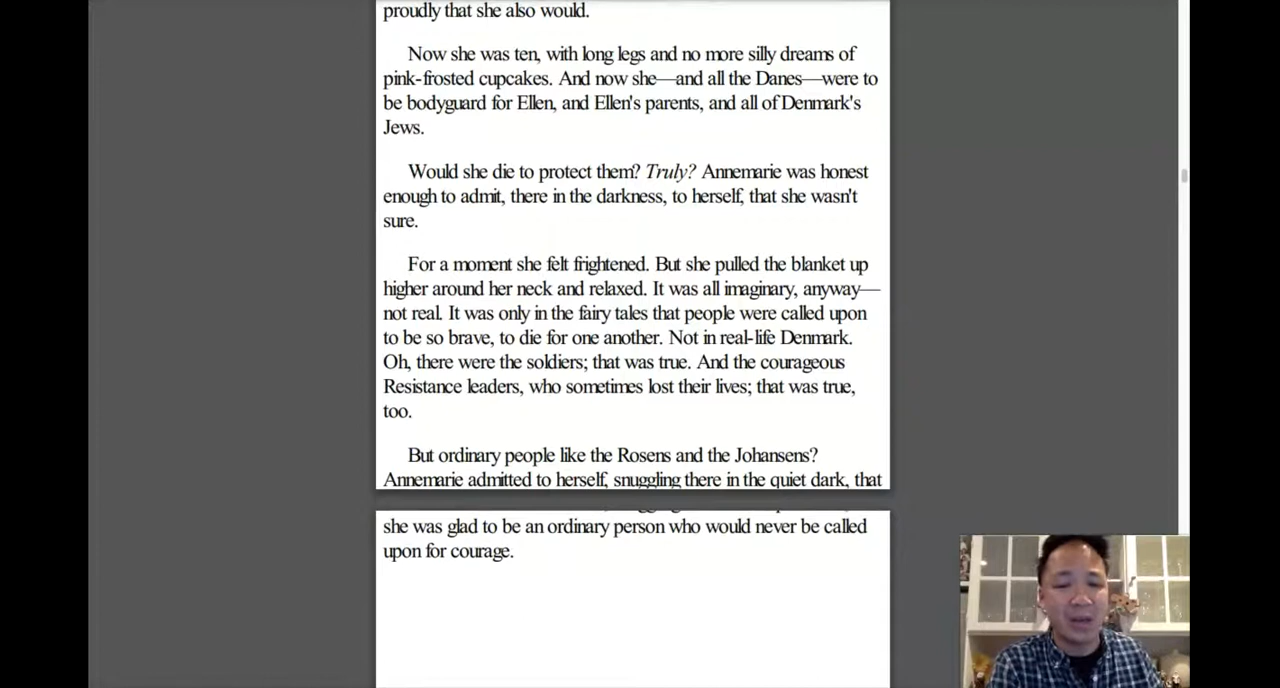 proudly that she also would.
Now she was ten, with long legs and no more silly dreams of
pink-frosted cupcakes. And now she—and all the Danes—were to
be bodyguard for Ellen, and Ellen's parents, and all of Denmark's
Jews.
Would she die to protect them? Truly? Annemarie was honest
enough to admit, there in the darkness, to herself, that she wasn't
sure.
For a moment she felt frightened. But she pulled the blanket up
higher around her neck and relaxed. It was all imaginary, anyway—
not real. It was only in the fairy tales that people were called upon
to be so brave, to die for one another. Not in real-life Denmark.
Oh, there were the soldiers; that was true. And the courageous
Resistance leaders, who sometimes lost their lives; that was true,
too.
But ordinary people like the Rosens and the Johansens?
Annemarie admitted to herself, snuggling there in the quiet dark, that
she was glad to be an ordinary person who would never be called
upon for courage.